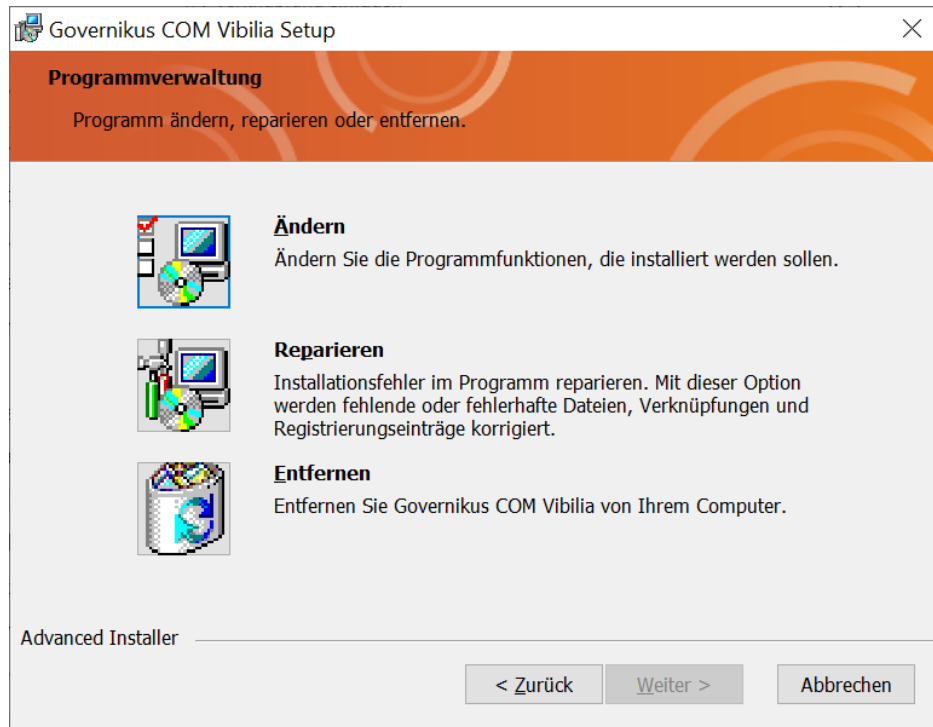 Governikus COM Vibilia Setup
Programmverwaltung
Programm ändern, reparieren oder entfernen.
Ändern
Ändern Sie die Programmfunktionen, die installiert werden sollen.
Reparieren
Installationsfehler im Programm reparieren. Mit dieser Option
werden fehlende oder fehlerhafte Dateien, Verknüpfungen und
Registrierungseinträge korrigiert.
Entfernen
Entfernen Sie Governikus COM Vibilia von Ihrem Computer.
Advanced Installer
< Zurück
Weiter >
Abbrechen